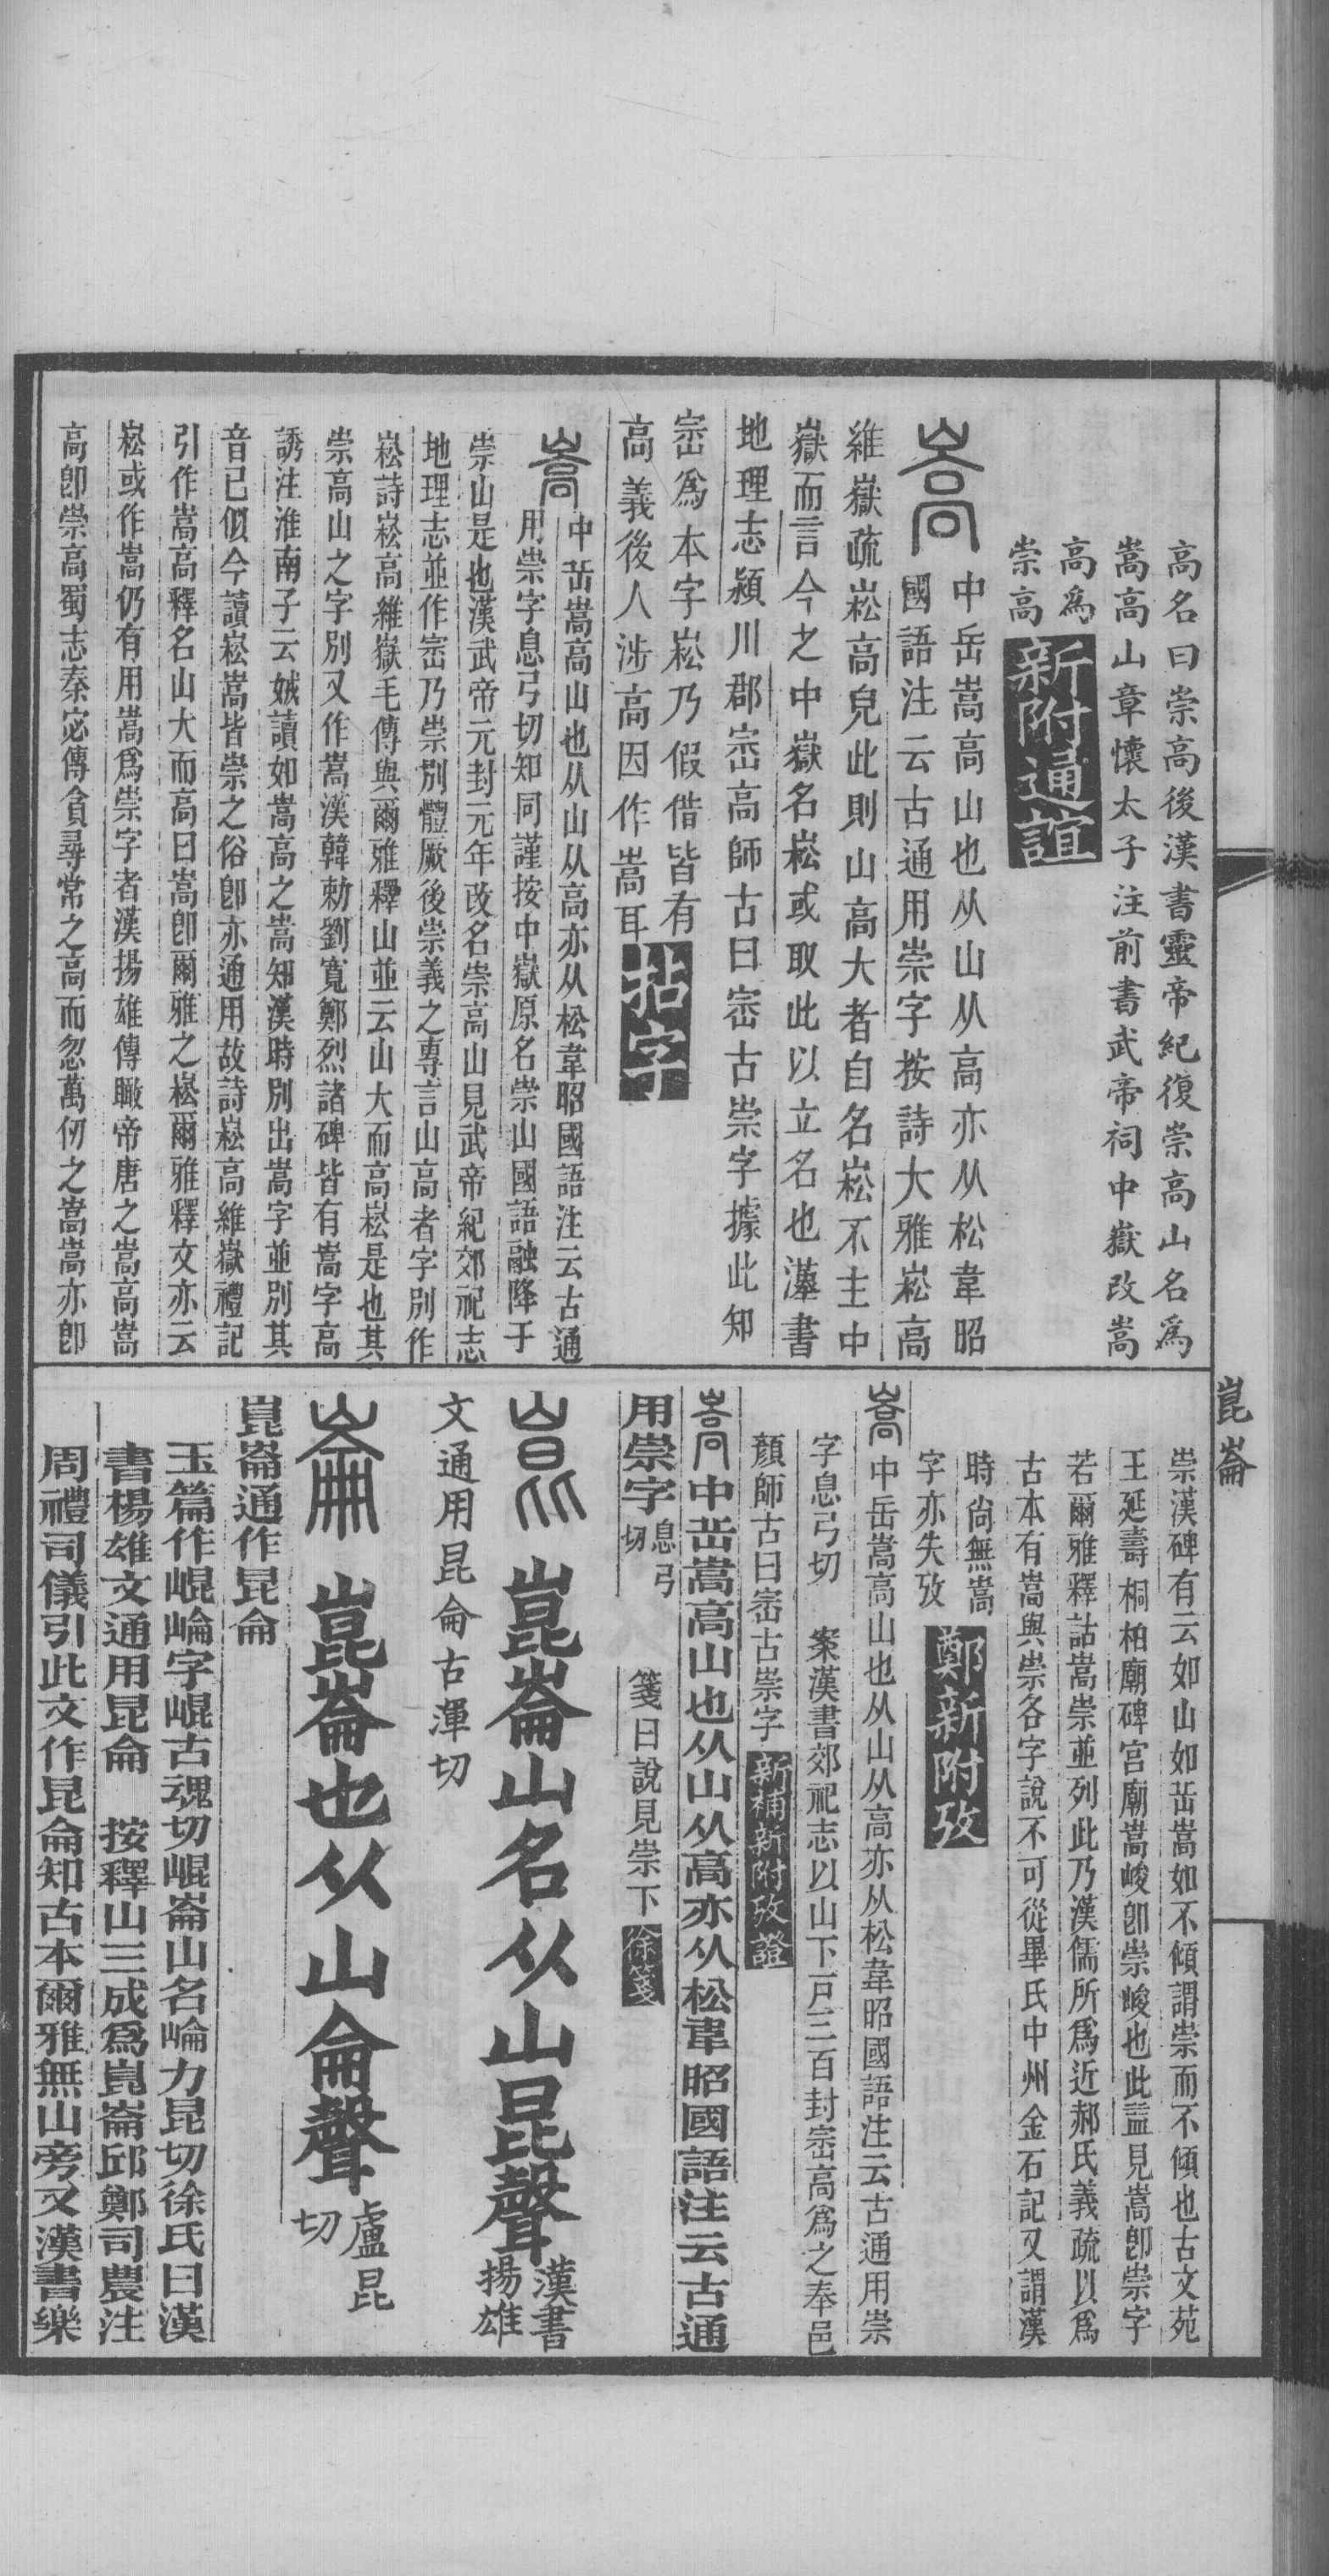 高名曰崇高後漢書靈帝紀復崇高山名爲
嵩高山章懷太子注前書武帝祠中嶽改嵩
高爲
崇高
新附通誼
嵩
中岳嵩高山也从山从高亦从松韋昭
國語注云古通用崇字按詩大雅崧高
維嶽疏崧高皃此則山高大者自名崧不主中
嶽而言今之中嶽名崧或取此以立名也漢書
地理志潁川郡崈高師古曰崈古崇字據此知
崈爲本字崧乃假借皆有
高義後人涉高因作嵩耳
拈字
嵩
中岳嵩高山也从山从高亦从松韋昭國語注云古通
用崇字息弓切知同謹按中嶽原名崇山國語融降于
崇山是也漢武帝元封元年改名崇高山見武帝紀郊祀志
地理志並作崈乃崇別體厥後崇義之專言山高者字別作
崧詩崧高維嶽毛傳與爾雅釋山並云山大而高崧是也其
崇高山之字別又作嵩漢韓勅劉寬鄭烈諸碑皆有嵩字高
誘注淮南子云娀讀如嵩高之嵩知漢時別出嵩字並別其
音已佀今讀崧嵩皆崇之俗卽亦通用故詩崧高維嶽禮記
引作嵩高釋名山大而高曰嵩卽爾雅之崧爾雅釋文亦云
崧或作嵩仍有用嵩爲崇字者漢揚雄傳瞰帝唐之嵩高嵩
高卽崇高蜀志秦宓傳貪尋常之高而忽萬仞之嵩嵩亦卽
崑崙
崇漢碑有云如山如岳嵩如不傾謂崇而不傾也古文苑
王延壽桐柏廟碑宫廟嵩峻卽崇峻也此葢見嵩卽崇字
若爾雅釋詁嵩崇並列此乃漢儒所爲近郝氏義疏以爲
古本有嵩與崇各字說不可從畢氏中州金石記又謂漢
時尙無嵩
字亦失攷
鄭新附攷
嵩
中岳嵩高山也从山从高亦从松韋昭國語注云古通用崇
字息弓切 案漢書郊祀志以山下戸三百封崈高爲之奉邑
顏師古曰崈古崇字
新補新附攷證
嵩中岳嵩高山也从山从高亦从松韋昭國語注云古通
用崇字息弓切
箋曰說見崇下
徐箋
崑 崑崙山名从山昆聲漢書揚雄
文通用昆侖古渾切
崙 崑崙也从山侖聲盧昆切
崑崙通作昆侖
玉篇作崐崘字崐古魂切崐崙山名崘力昆切徐氏曰漢
書楊雄文通用昆侖 按釋山三成爲崑崙邱鄭司農注
周禮司儀引此文作昆侖知古本爾雅無山旁又漢書樂